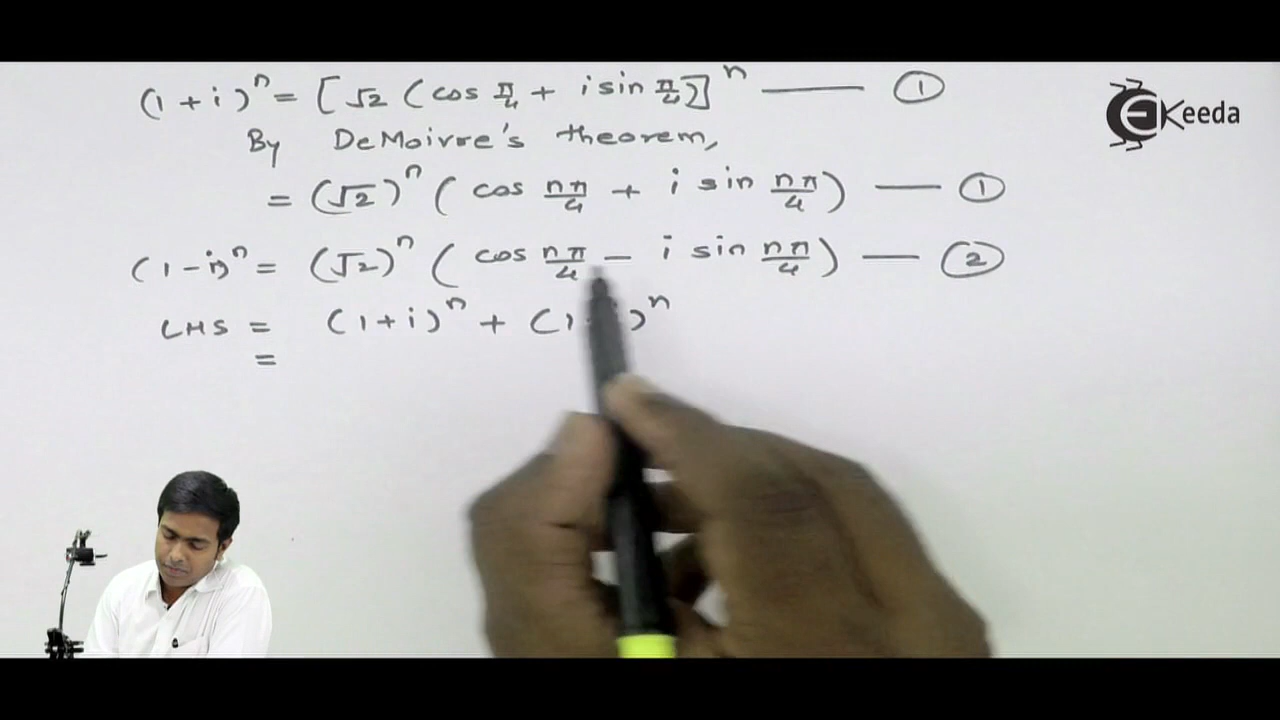 (1+i)ⁿ = [√2 (cos π/4 + i sin π/4)]ⁿ —— ①
By DeMoivre's theorem,
= (√2)ⁿ (cos nπ/4 + i sin nπ/4) —— ①
(1-i)ⁿ = (√2)ⁿ (cos nπ/4 - i sin nπ/4) —— ②
LHS = (1+i)ⁿ + (1 )ⁿ
=
EKeeda